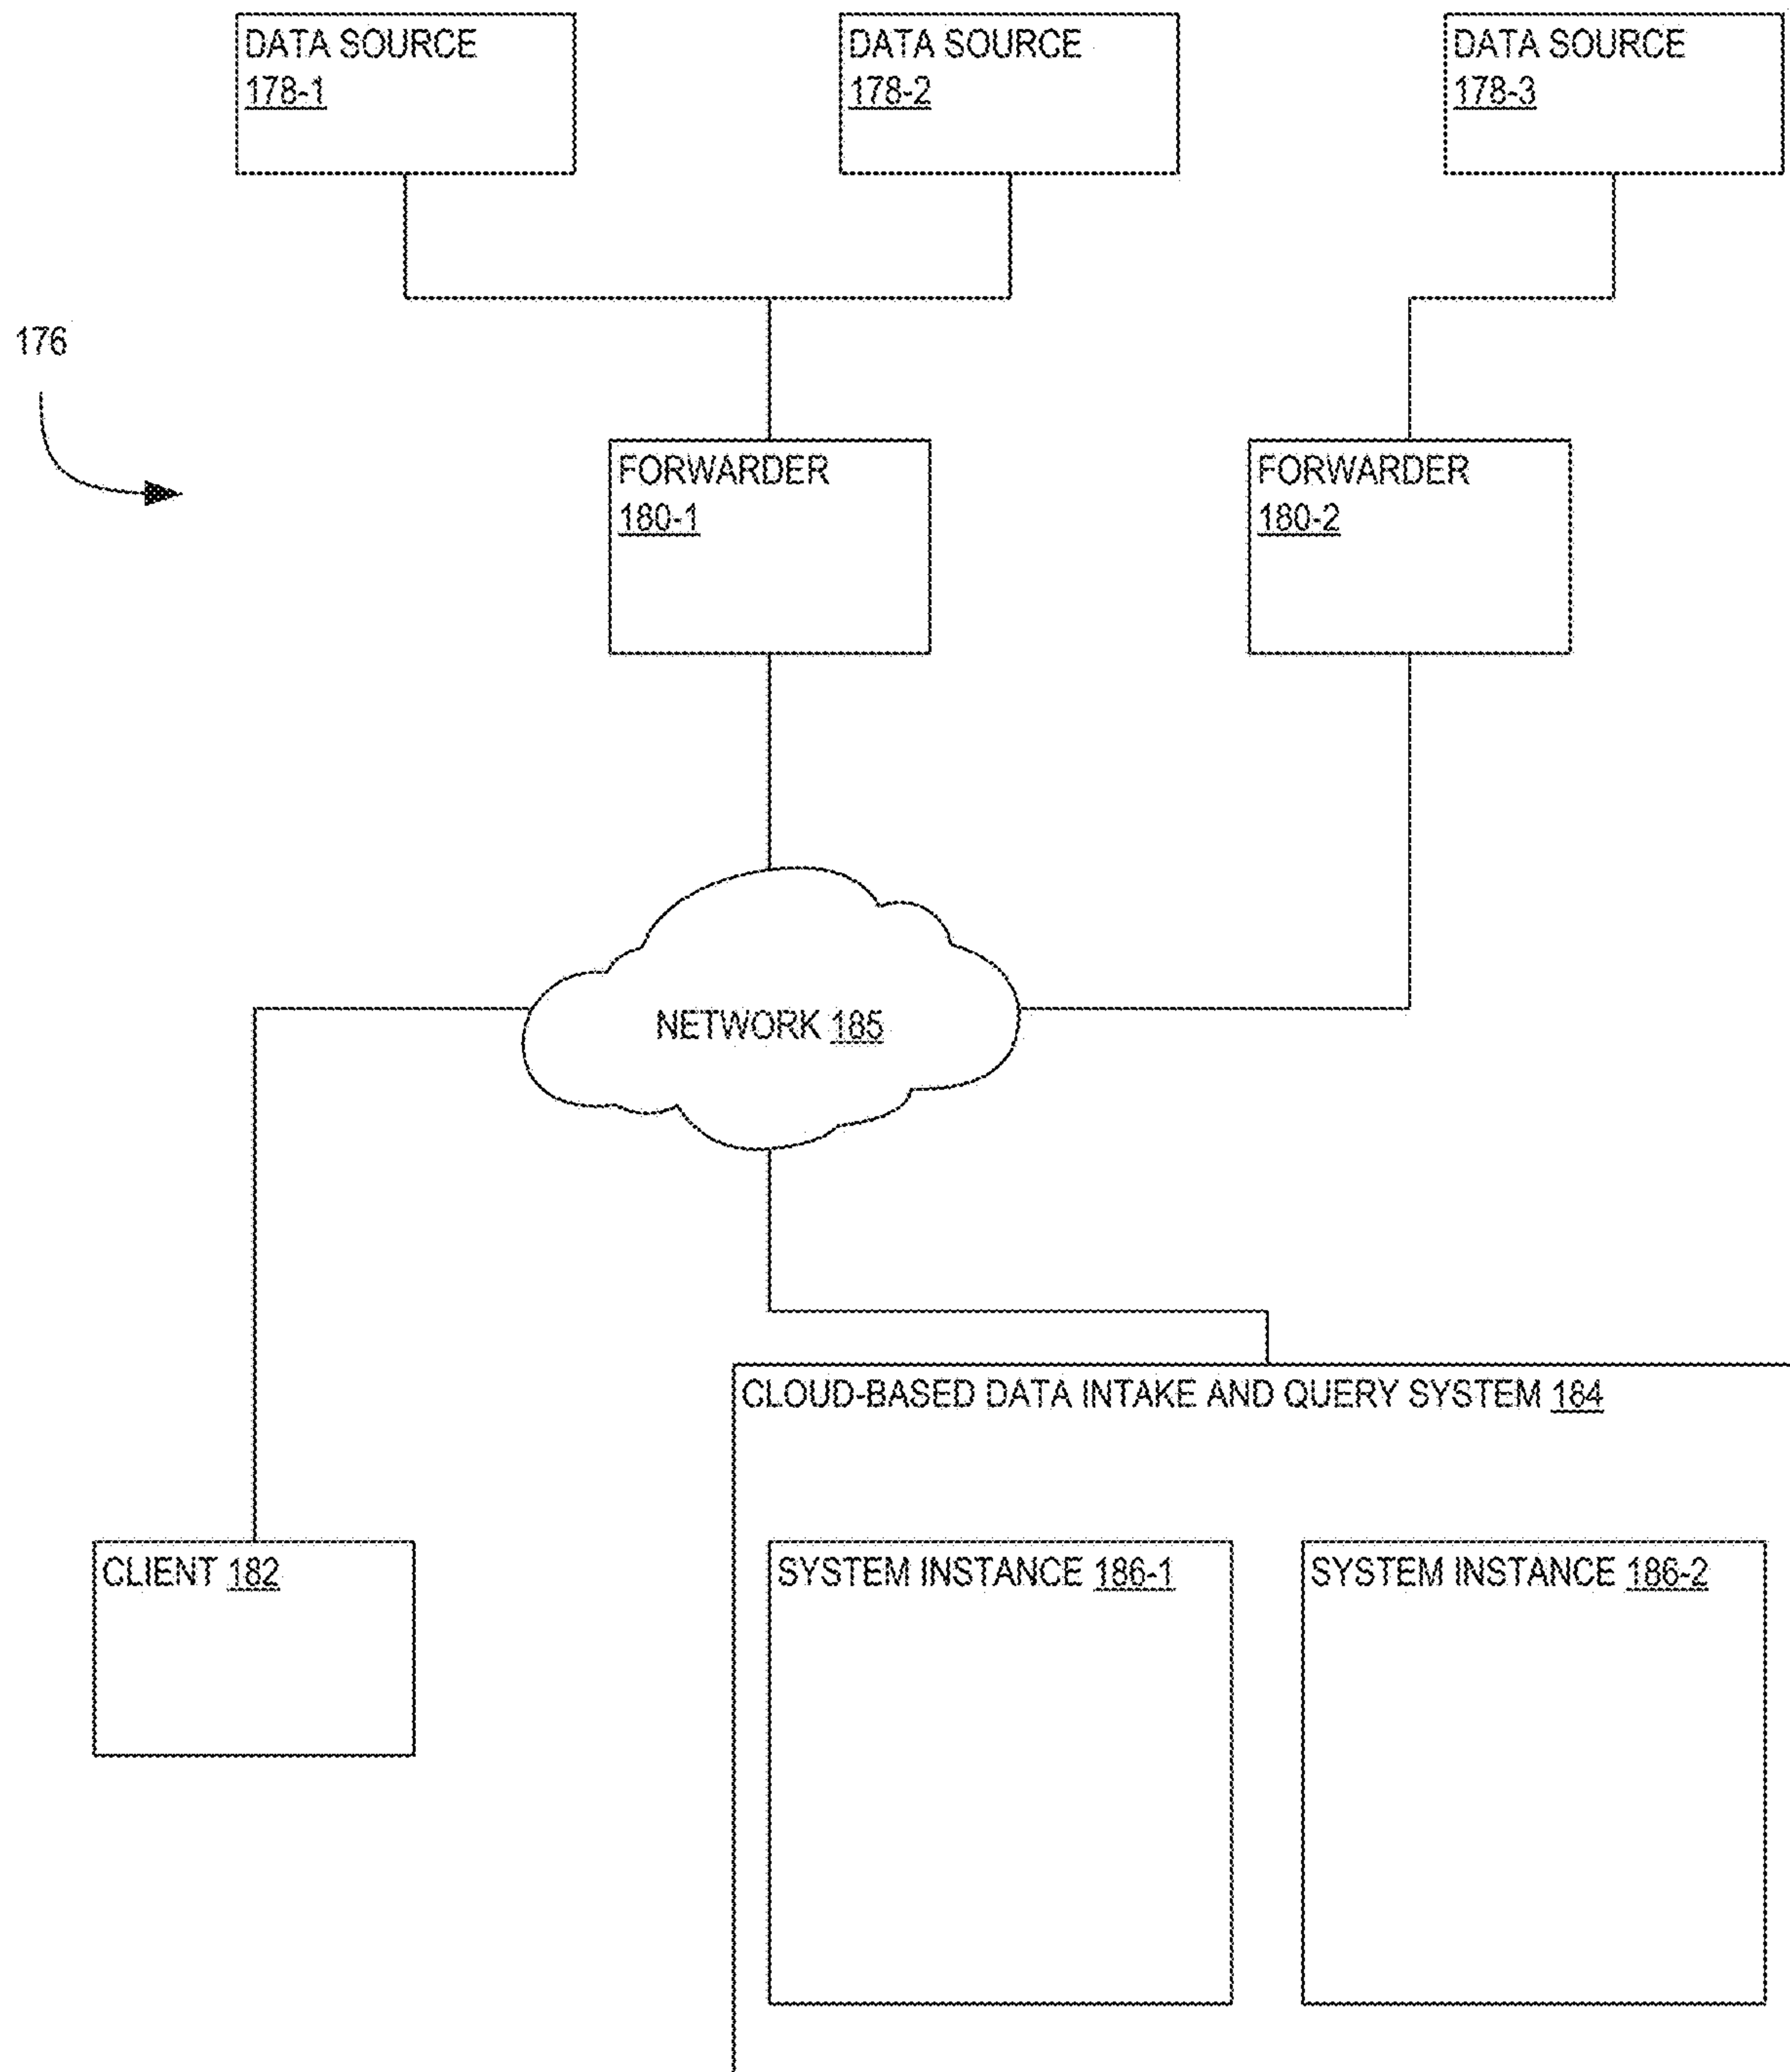 DATA SOURCE
178-1
DATA SOURCE
178-2
DATA SOURCE
178-3
176
FORWARDER
180-1
FORWARDER
180-2
NETWORK 185
CLOUD-BASED DATA INTAKE AND QUERY SYSTEM 184
CLIENT 182
SYSTEM INSTANCE 186-1
SYSTEM INSTANCE 186-2